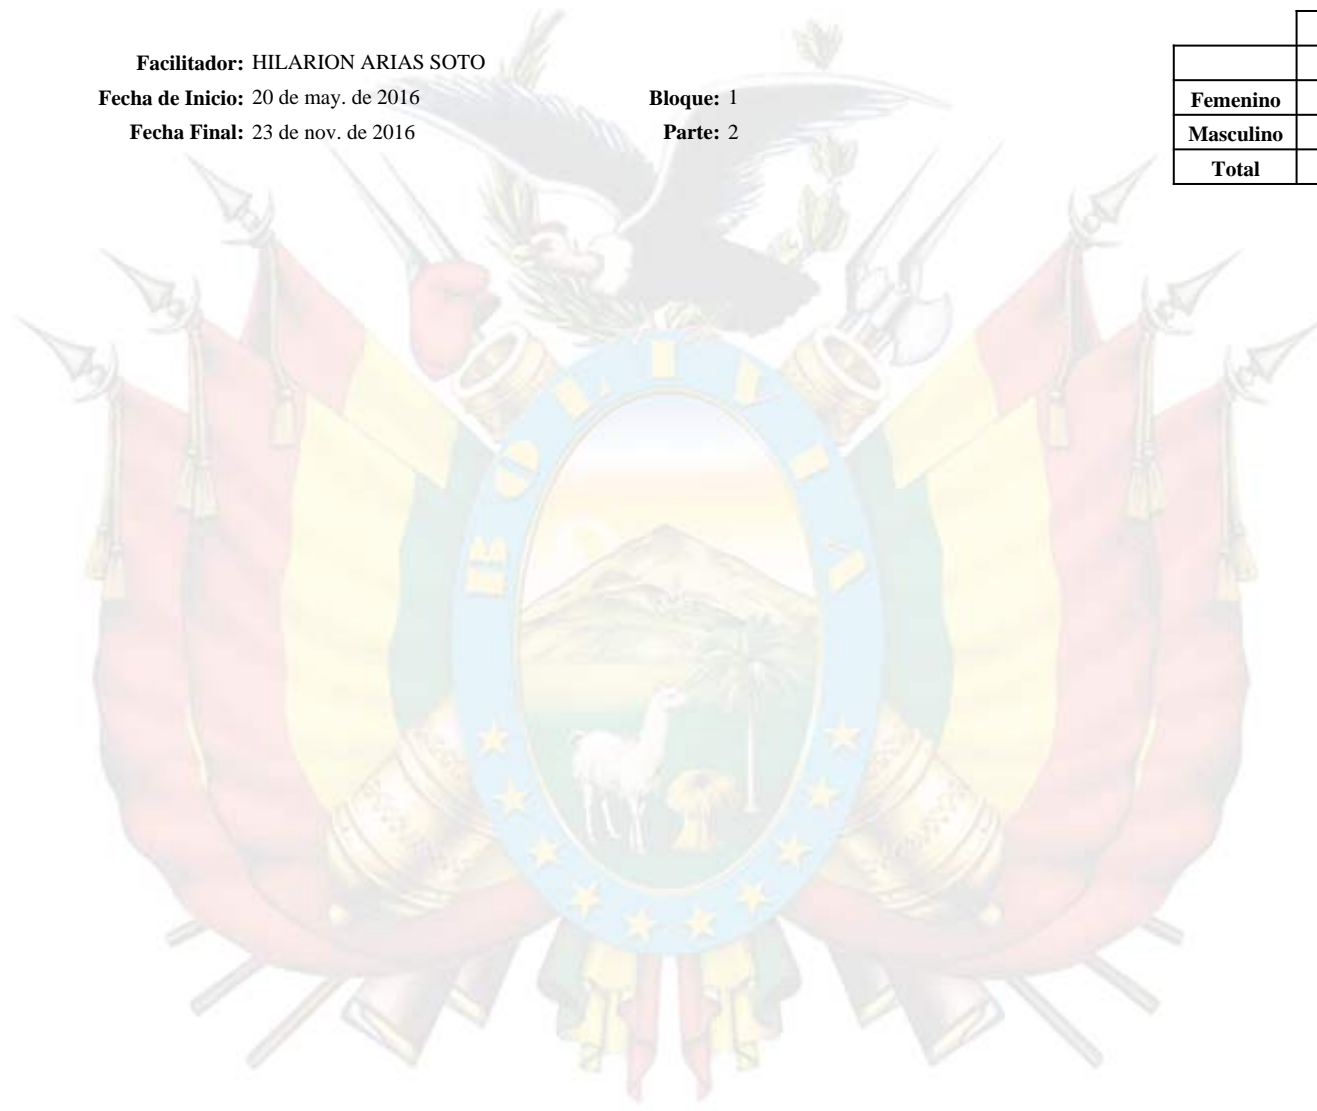 Facilitador: HILARION ARIAS SOTO
Fecha de Inicio: 20 de may. de 2016 Bloque: 1
Fecha Final: 23 de nov. de 2016 Parte: 2
Femenino
Masculino
Total
BOLIVIA